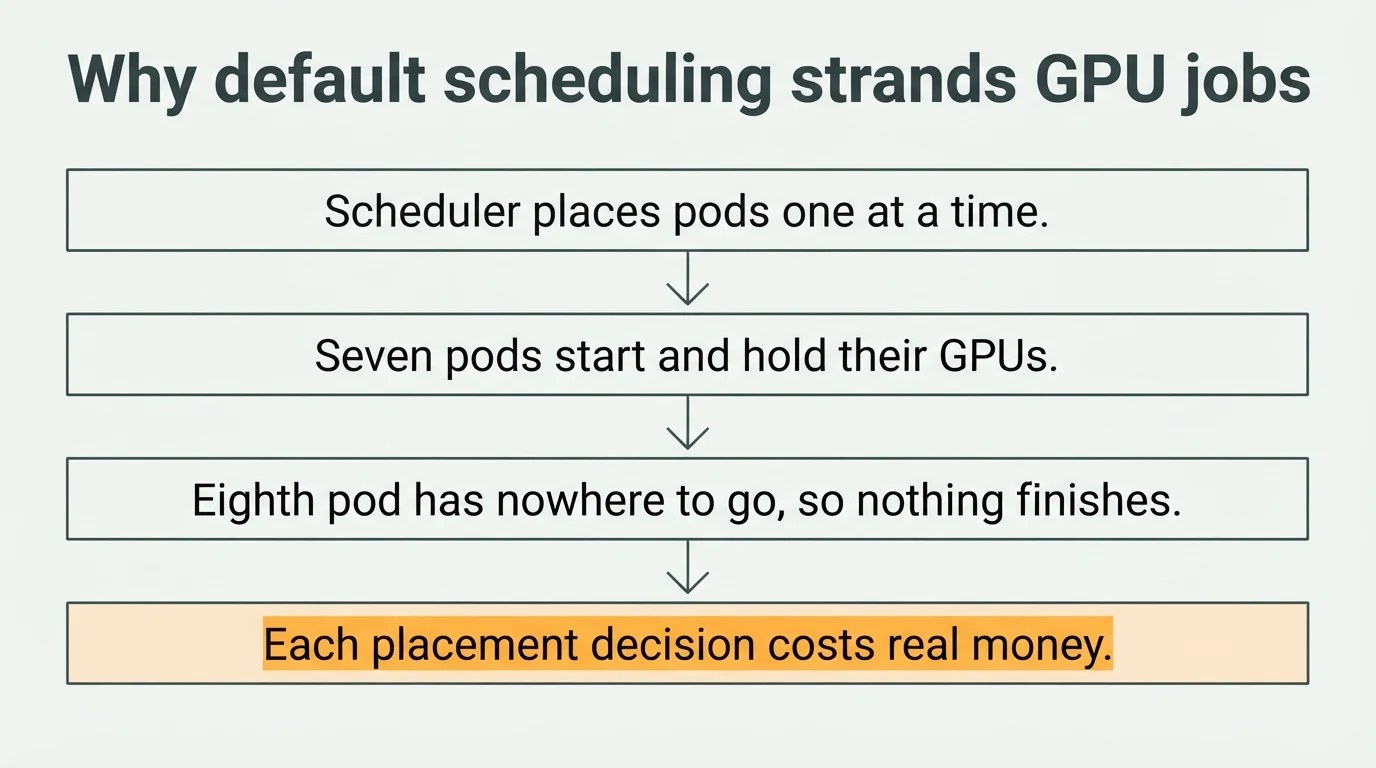 Why default scheduling strands GPU jobs
Scheduler places pods one at a time.
Seven pods start and hold their GPUs.
Eighth pod has nowhere to go, so nothing finishes.
Each placement decision costs real money.